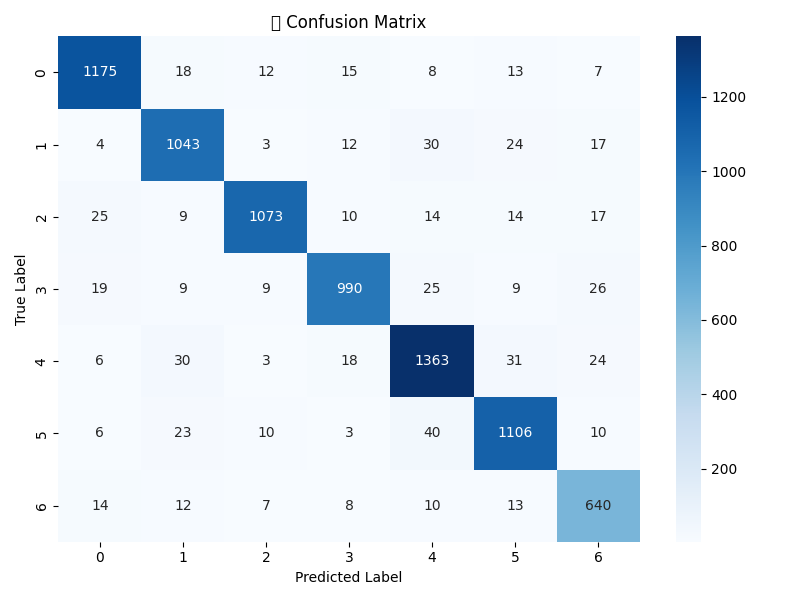 ▯ Confusion Matrix
True Label
0 1175 18 12 15 8 13 7
1 4 1043 3 12 30 24 17
2 25 9 1073 10 14 14 17
3 19 9 9 990 25 9 26
4 6 30 3 18 1363 31 24
5 6 23 10 3 40 1106 10
6 14 12 7 8 10 13 640
0 1 2 3 4 5 6
Predicted Label
1200
1000
800
600
400
200